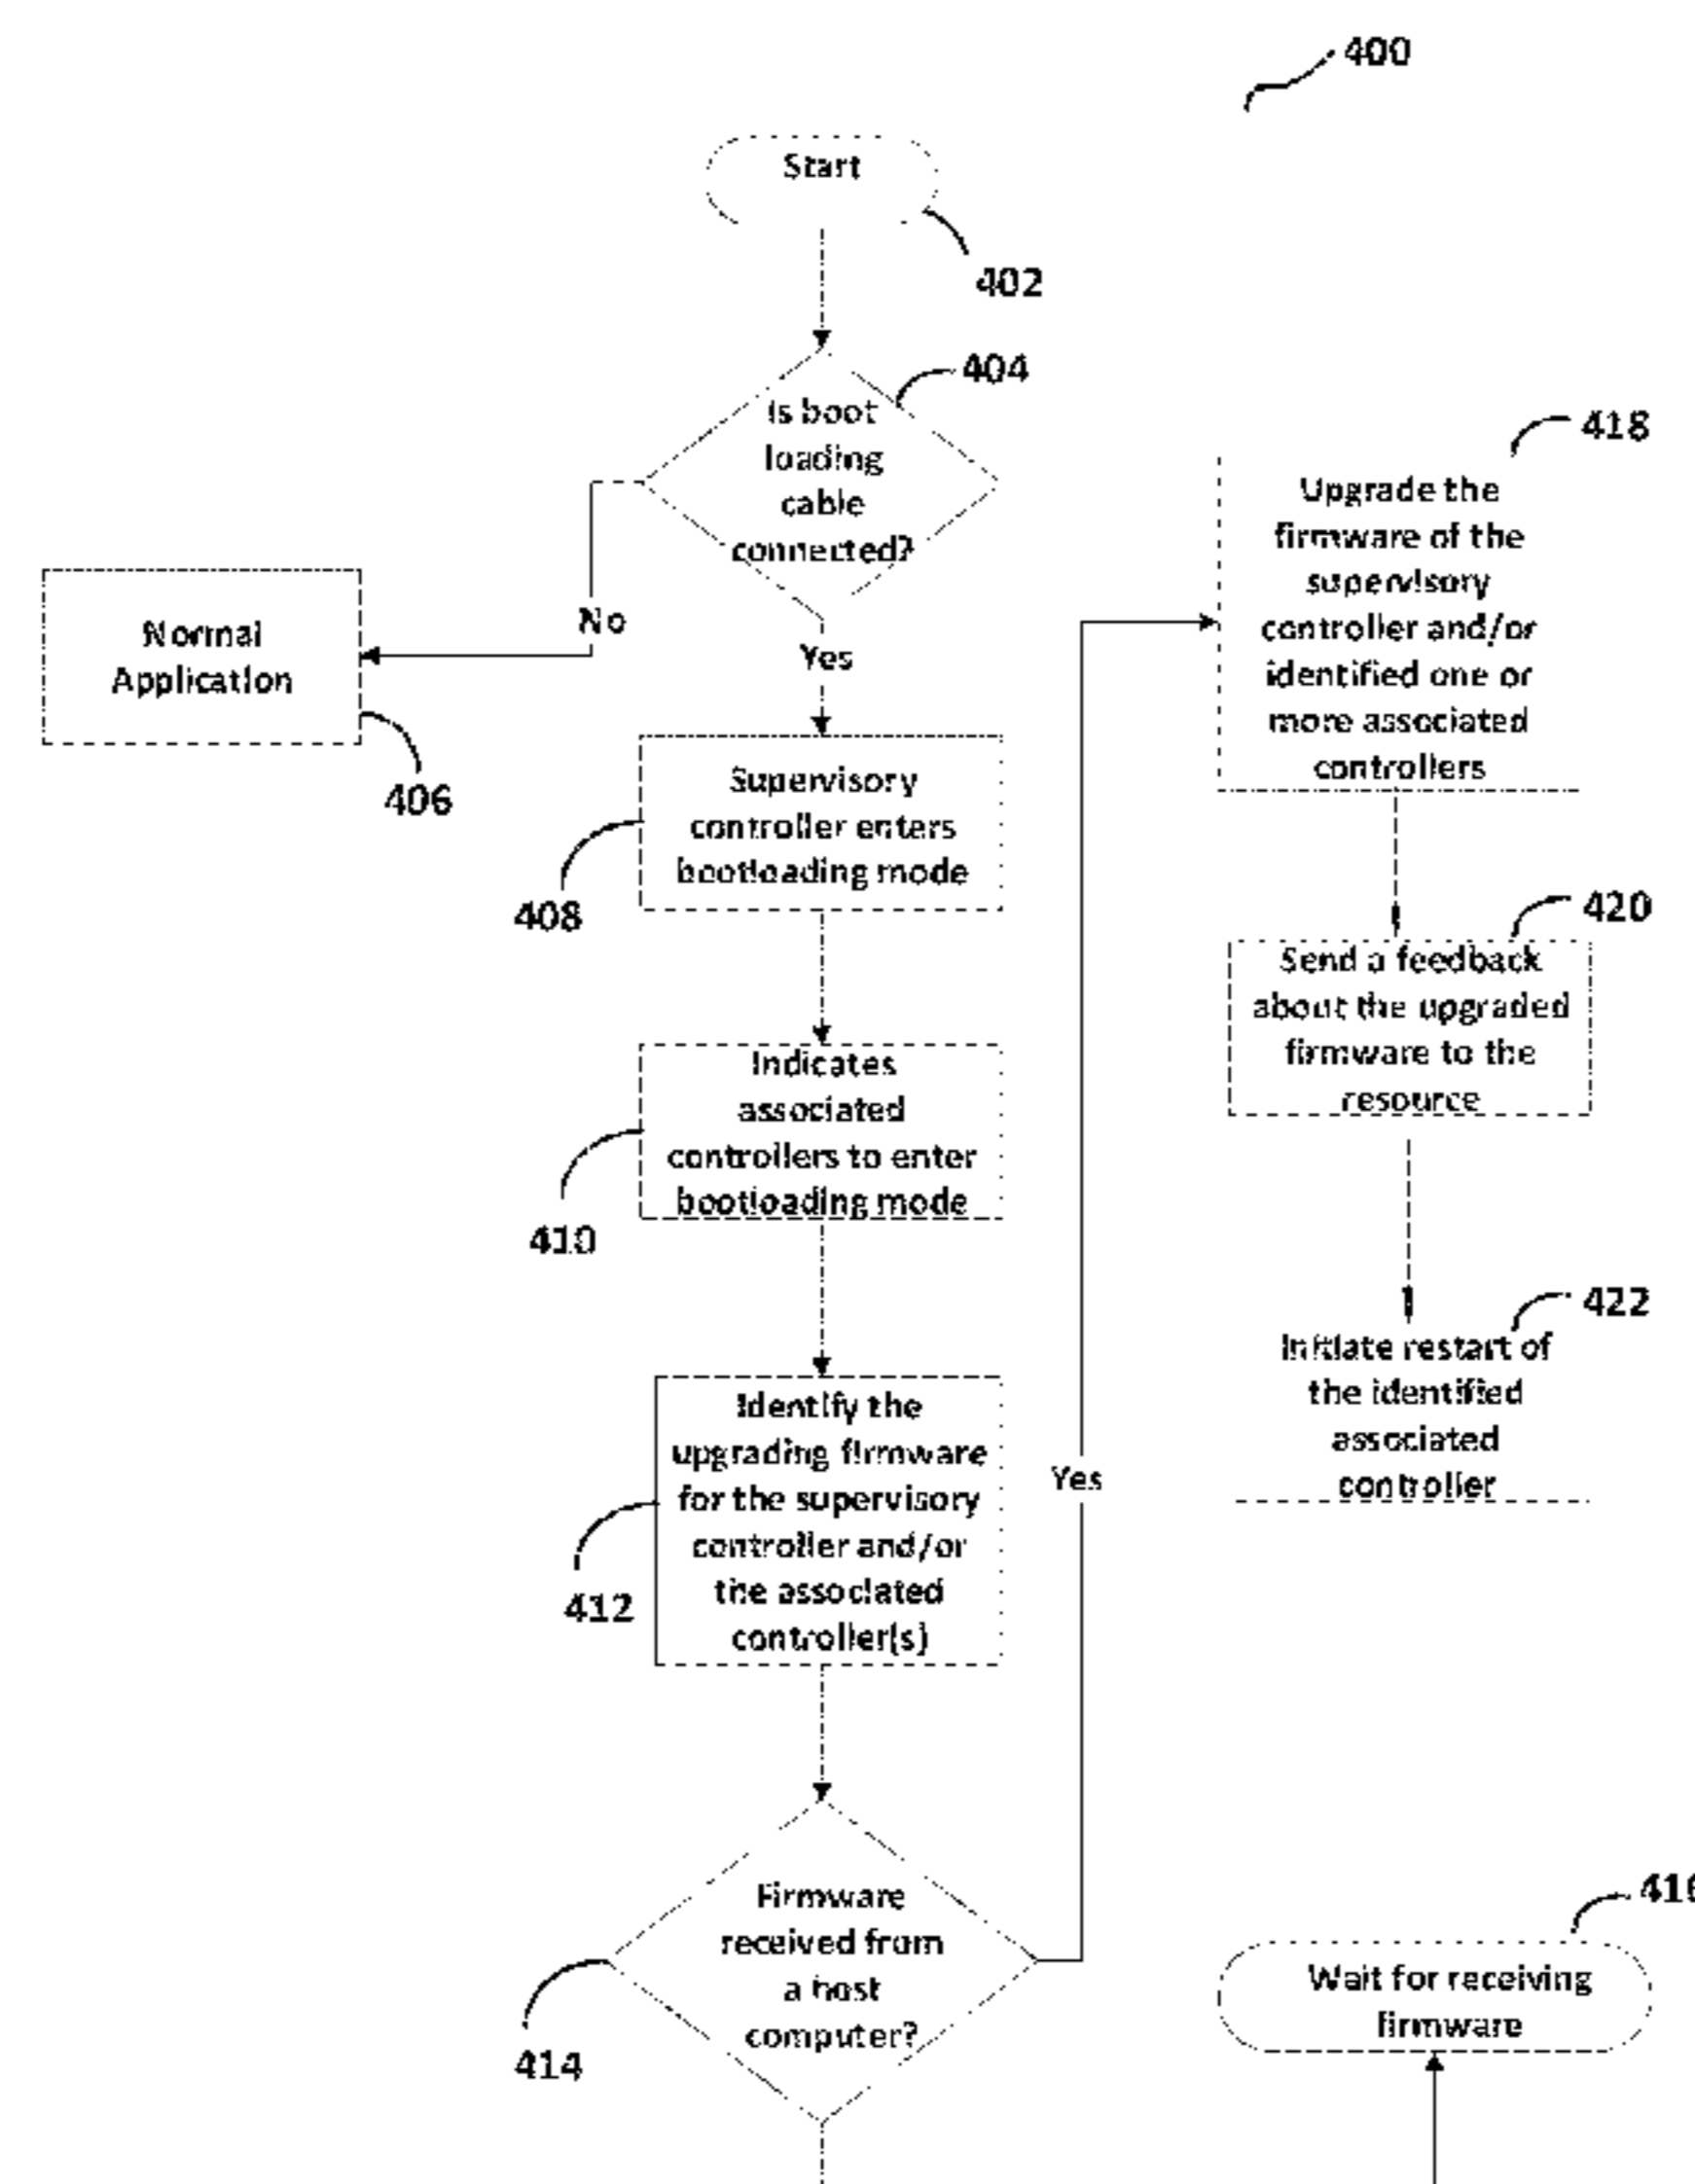 400
Start
402
404
Is boot
loading
cable
connected?
No
Yes
Normal
Application
406
Supervisory
controller enters
bootloading mode
408
Indicates
associated
controllers to enter
bootloading mode
410
Identify the
upgrading firmware
for the supervisory
controller and/or
the associated
controller(s)
412
Firmware
received from
a host
computer?
414
Yes
418
Upgrade the
firmware of the
supervisory
controller and/or
identified one or
more associated
controllers
420
Send a feedback
about the upgraded
firmware to the
resource
422
Initiate restart of
the identified
associated
controller
416
Wait for receiving
firmware